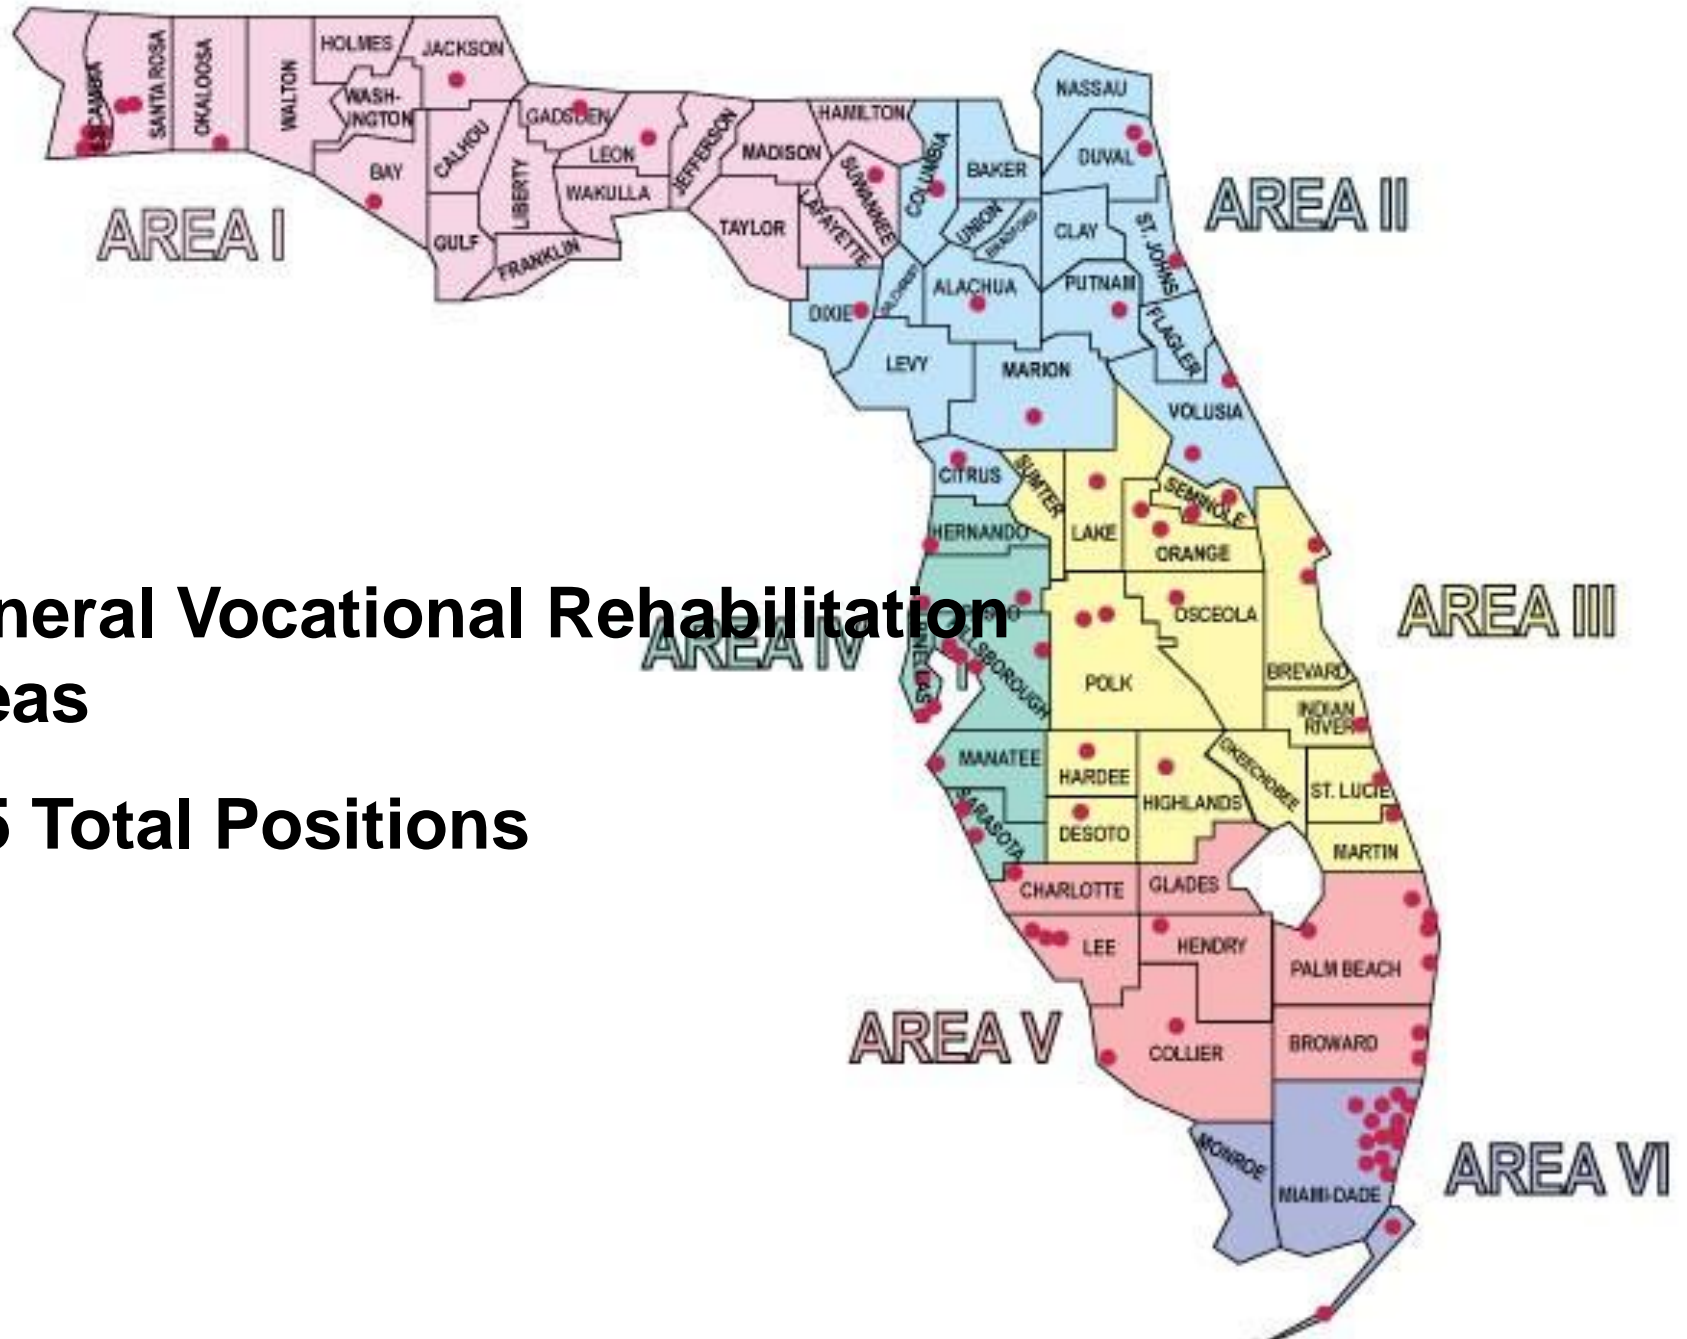 HOLMES
JACKSON
NASSAU
ESCAMBIA
SANTA ROSA
OKALOOSA
WALTON
WASH-
INGTON
GADSDEN
HAMILTON
CALHOU
LEON
JEFFERSON
MADISON
COLUMBIA
BAKER
DUVAL
BAY
LIBERTY
WAKULLA
SUWANNEE
AREA I
GULF
FRANKLIN
TAYLOR
LAFAYETTE
UNION
BRADFORD
CLAY
ST. JOHNS
AREA II
DIXIE
GILCHRIST
ALACHUA
PUTNAM
FLAGLER
LEVY
MARION
VOLUSIA
CITRUS
SUMTER
SEMINOLE
HERNANDO
LAKE
ORANGE
neral Vocational Rehabilitation
eas
AREA IV
OSCEOLA
AREA III
POLK
BREVARD
INDIAN
RIVER
MANATEE
HARDEE
OKEECHOBEE
ST. LUCIE
HIGHLANDS
5 Total Positions
SARASOTA
DESOTO
MARTIN
CHARLOTTE
GLADES
LEE
HENDRY
PALM BEACH
AREA V
COLLIER
BROWARD
MONROE
MIAMI-DADE
AREA VI